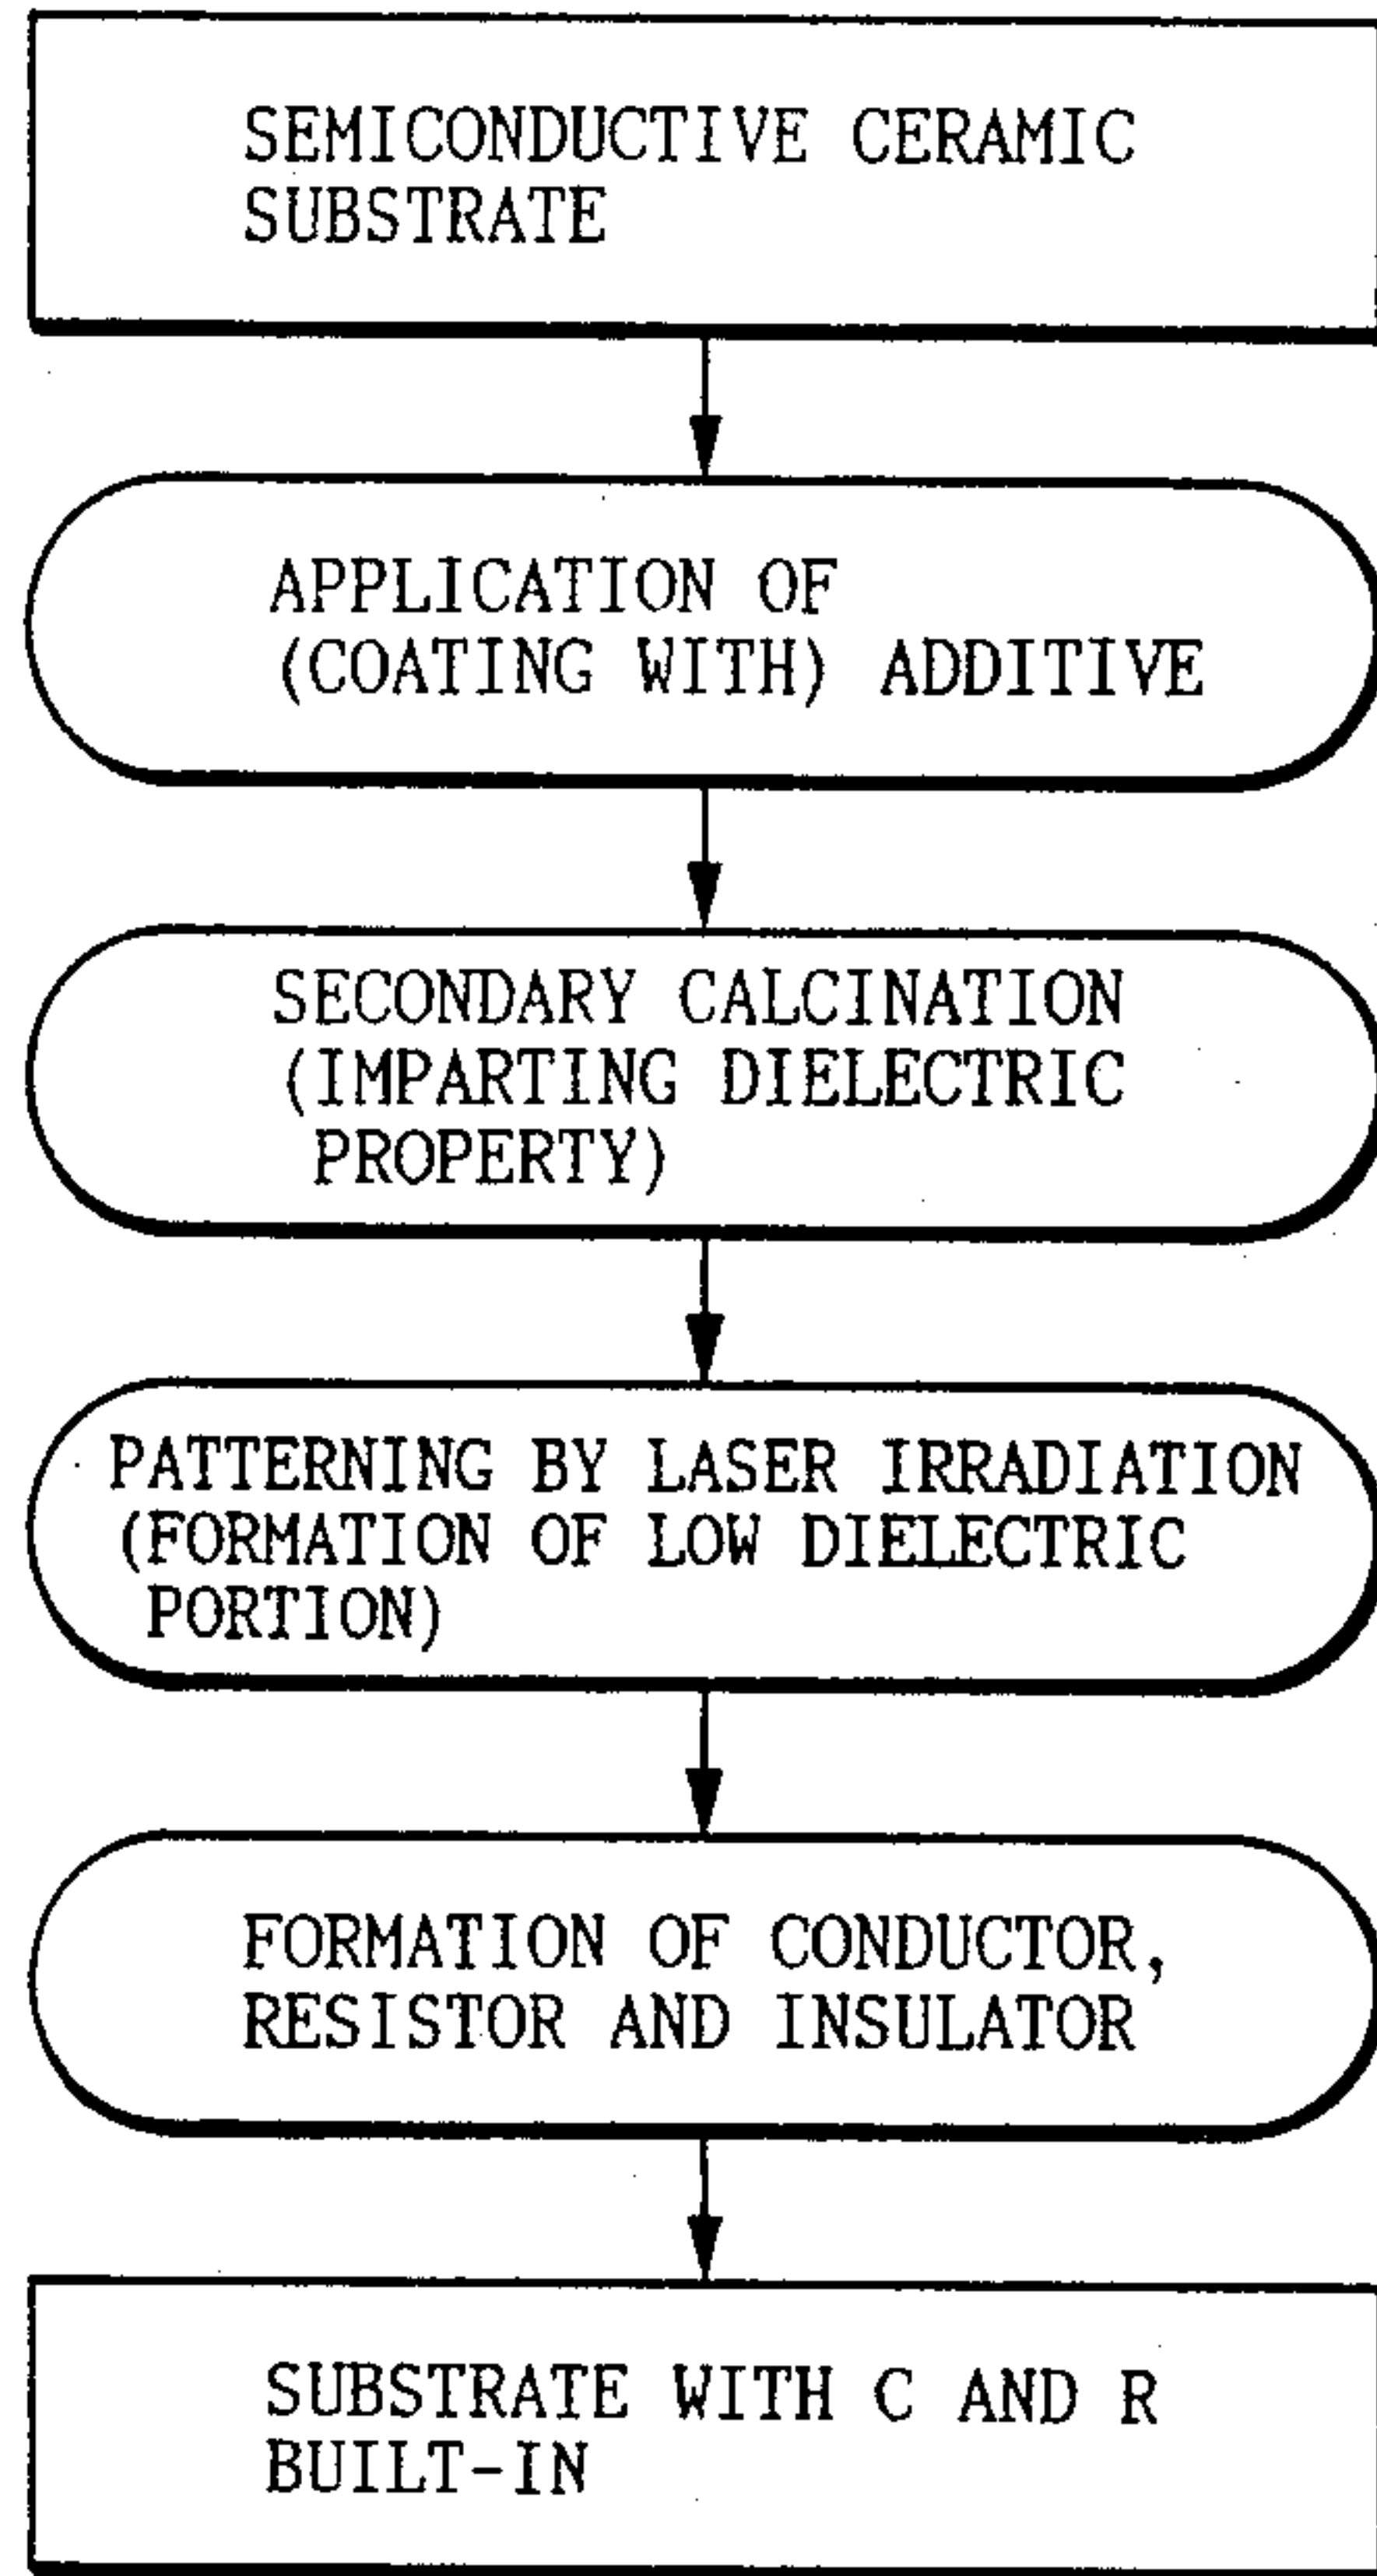 SEMICONDUCTIVE CERAMIC
SUBSTRATE
APPLICATION OF
(COATING WITH) ADDITIVE
SECONDARY CALCINATION
(IMPARTING DIELECTRIC
PROPERTY)
PATTERNING BY LASER IRRADIATION
(FORMATION OF LOW DIELECTRIC
PORTION)
FORMATION OF CONDUCTOR,
RESISTOR AND INSULATOR
SUBSTRATE WITH C AND R
BUILT-IN